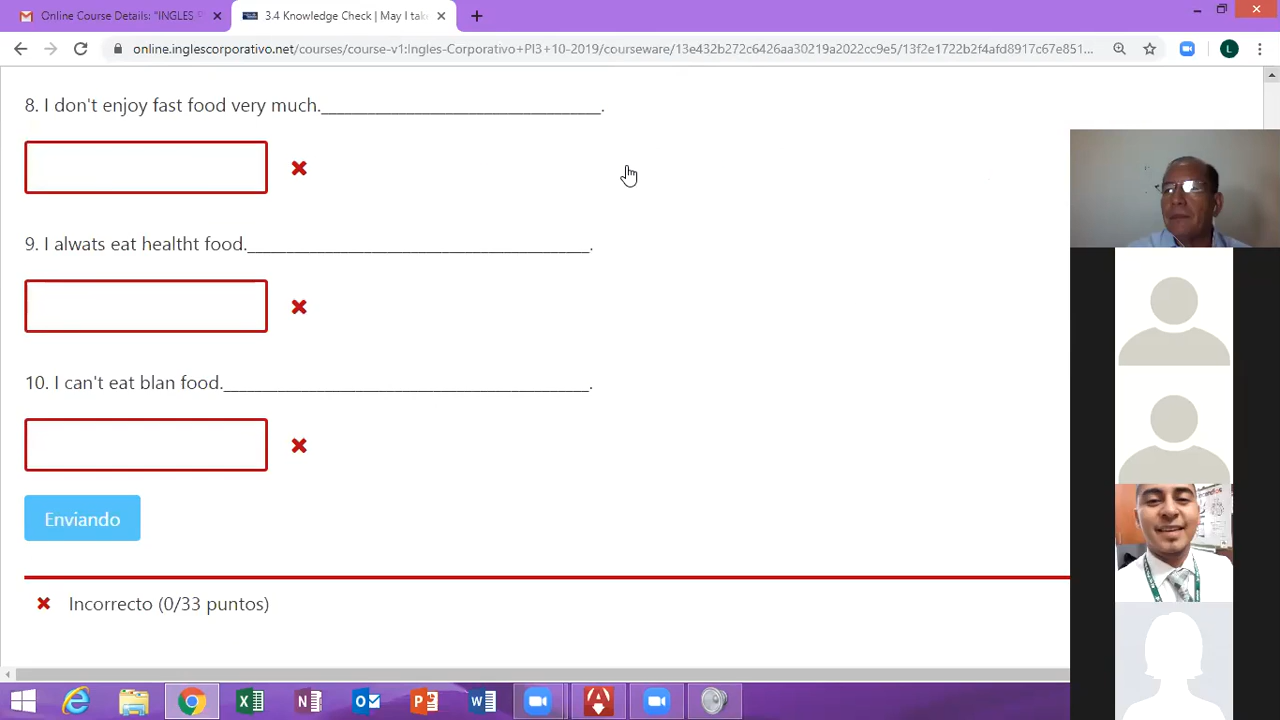 Online Course Details: "INGLES
3.4 Knowledge Check | May I tak
online.inglescorporativo.net/courses/course-v1:Ingles-Corporativo+PI3+10-2019/courseware/13e432b272c6426aa30219a2022cc9e5/13f2e1722b2f4afd8917c67e851...
L
8. I don't enjoy fast food very much.________________________________.
9. I alwats eat healtht food.________________________________________.
10. I can't eat blan food.___________________________________________.
Enviando
Incorrecto (0/33 puntos)